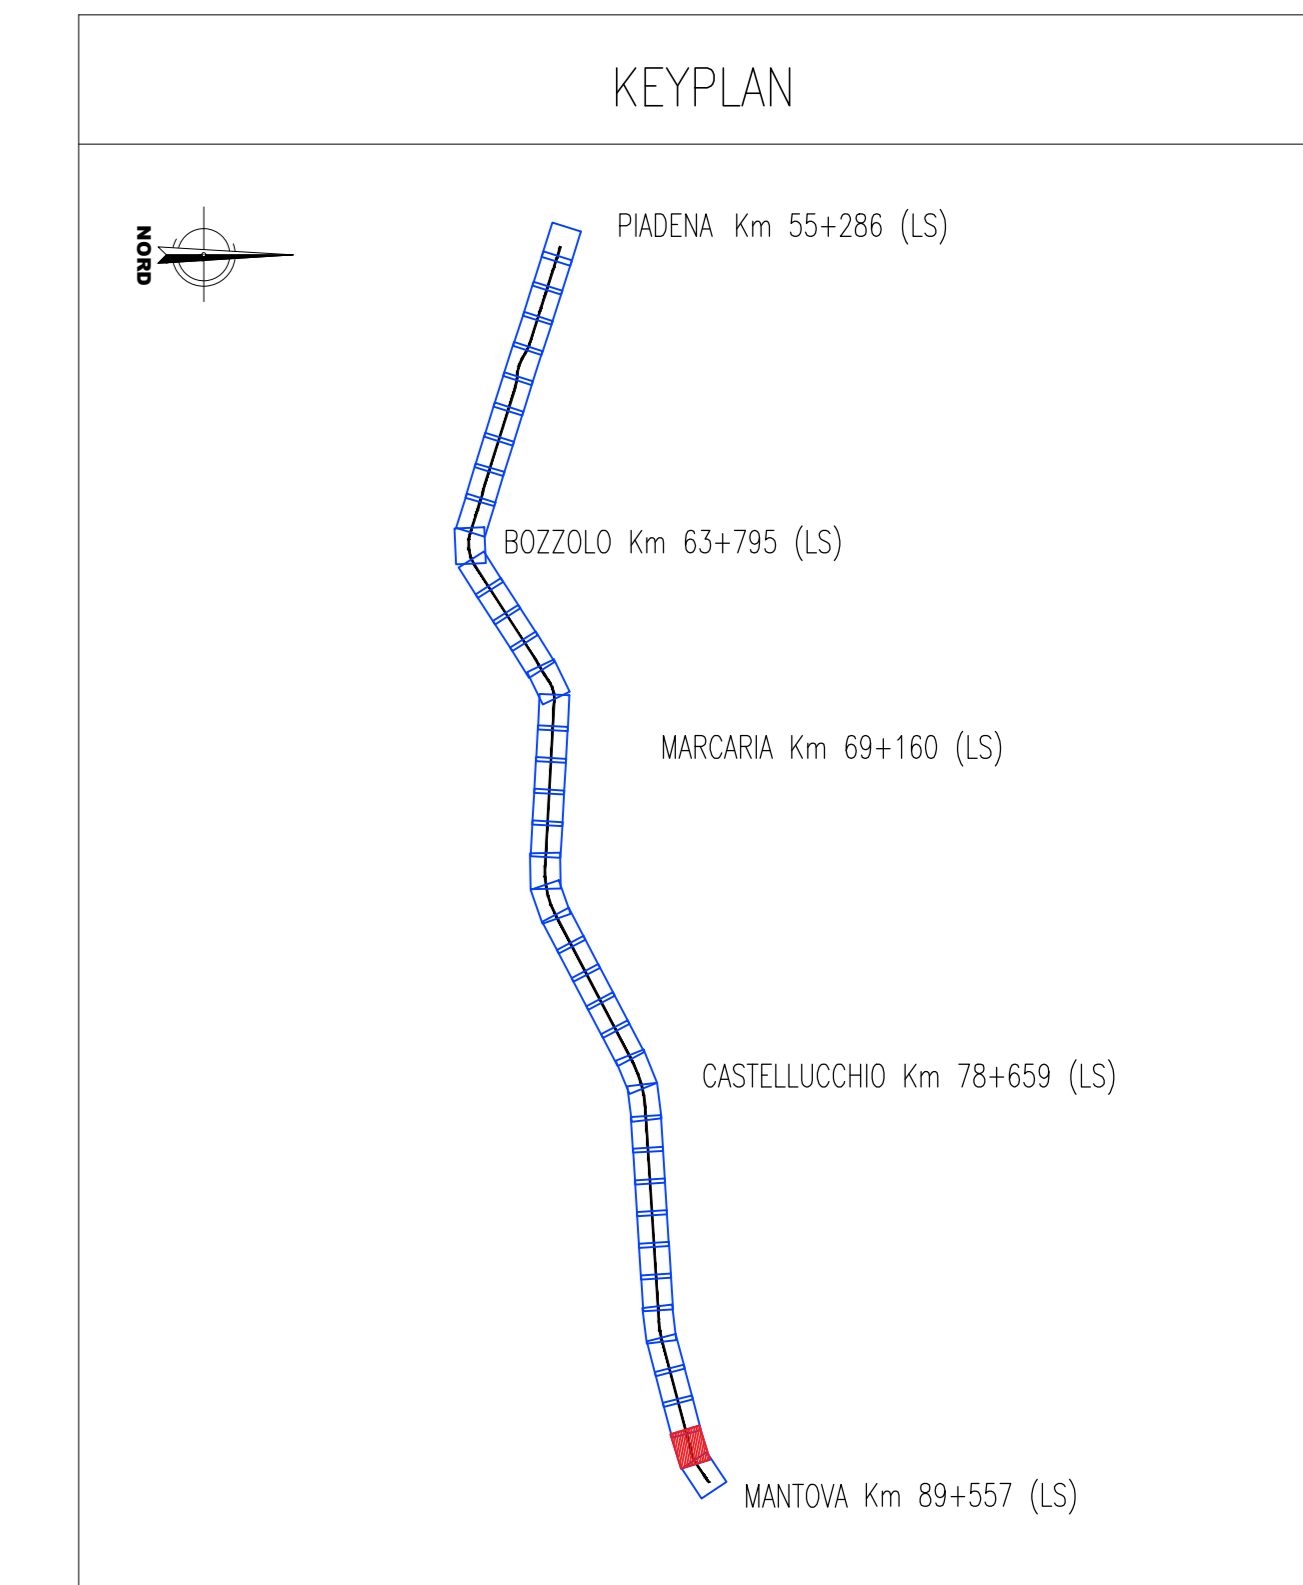 KEYPLAN
NORD
PIADENA Km 55+286 (LS)
BOZZOLO Km 63+795 (LS)
MARCARIA Km 69+160 (LS)
CASTELLUCCHIO Km 78+659 (LS)
MANTOVA Km 89+557 (LS)